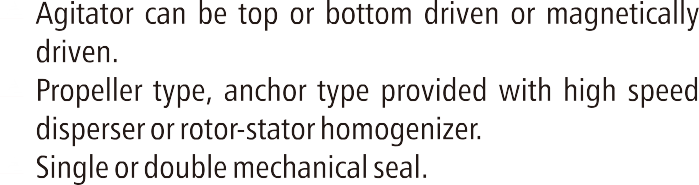 Agitator can be top or bottom driven or magnetically
driven.
Propeller type, anchor type provided with high speed
disperser or rotor-stator homogenizer.
Single or double mechanical seal.